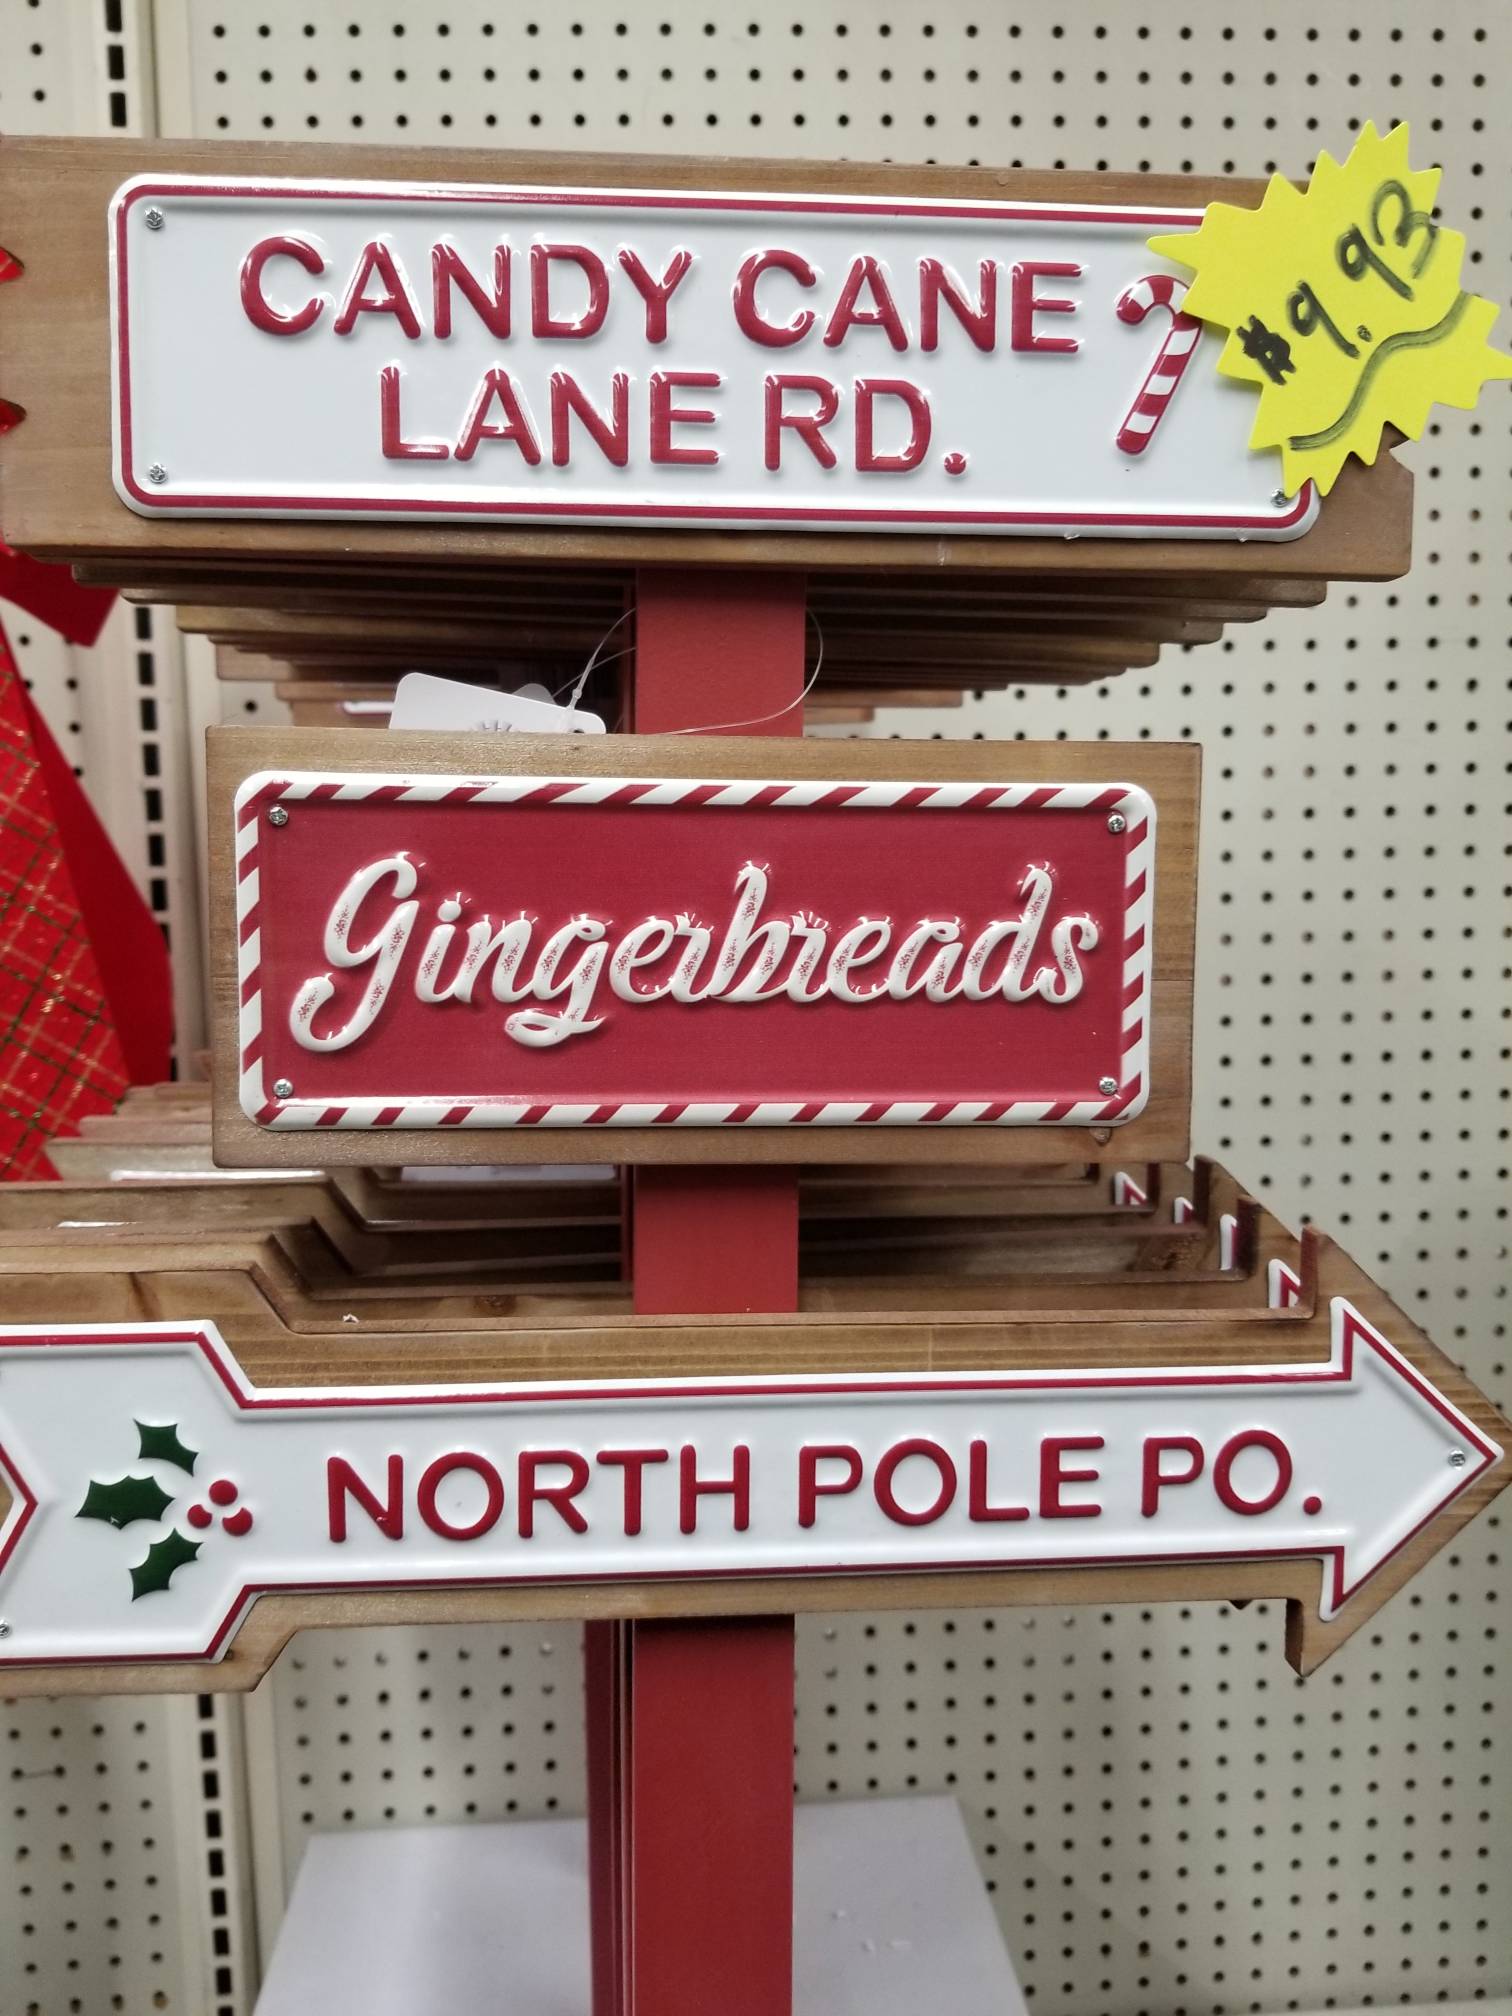 CANDY CANE
LANE RD.
$9.93
Gingerbreads
NORTH POLE PO.